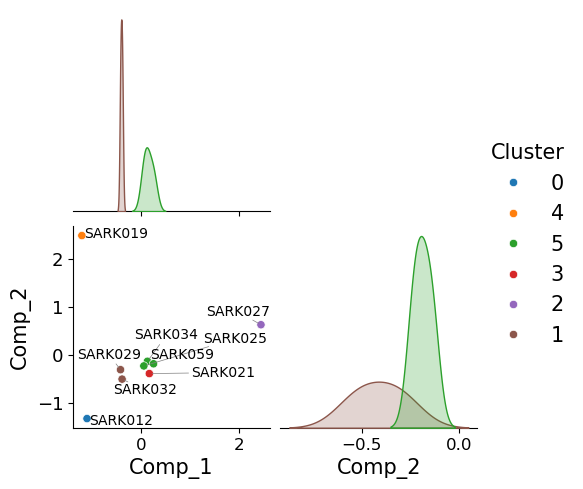 Cluster
0
4
5
3
2
1
SARK019
SARK027
SARK034
SARK025
SARK029
SARK059
SARK021
SARK032
SARK012
2
1
0
−1
Comp_2
0
2
Comp_1
−0.5
0.0
Comp_2